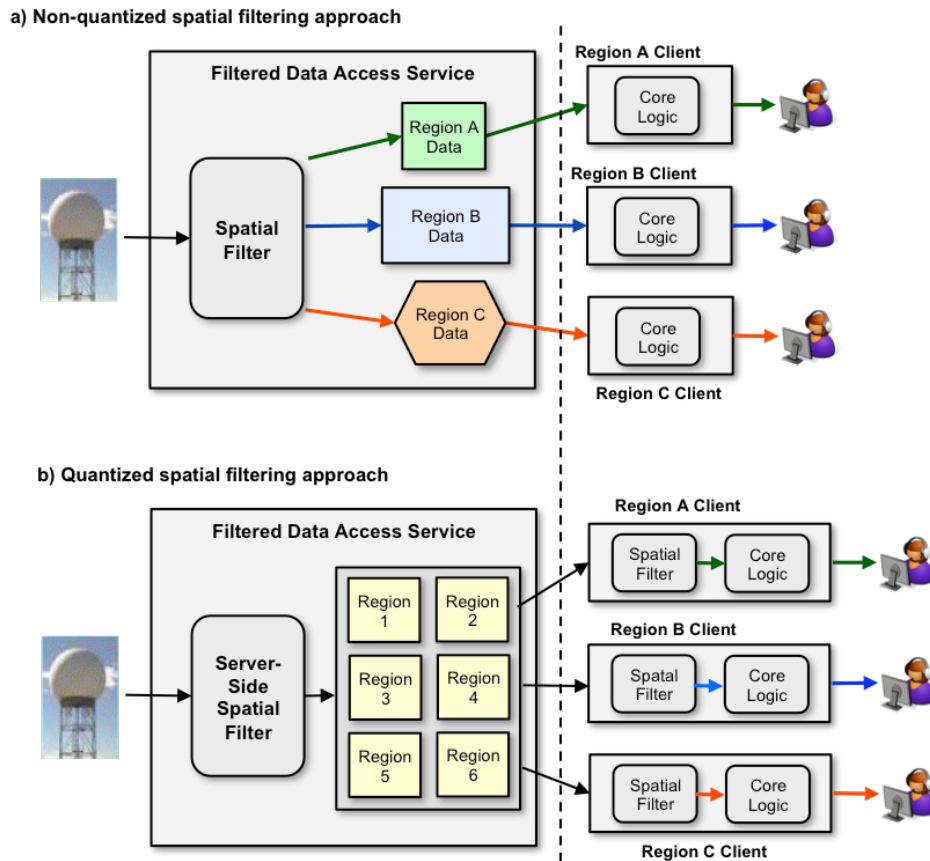 a) Non-quantized spatial filtering approach
Filtered Data Access Service
Spatial
Filter
Region A
Data
Region B
Data
Region C
Data
Region A Client
Core
Logic
Region B Client
Core
Logic
Core
Logic
Region C Client
b) Quantized spatial filtering approach
Filtered Data Access Service
Server-
Side
Spatial
Filter
Region
1
Region
2
Region
3
Region
4
Region
5
Region
6
Region A Client
Spatial
Filter
Core
Logic
Region B Client
Spatal
Filter
Core
Logic
Spatial
Filter
Core
Logic
Region C Client